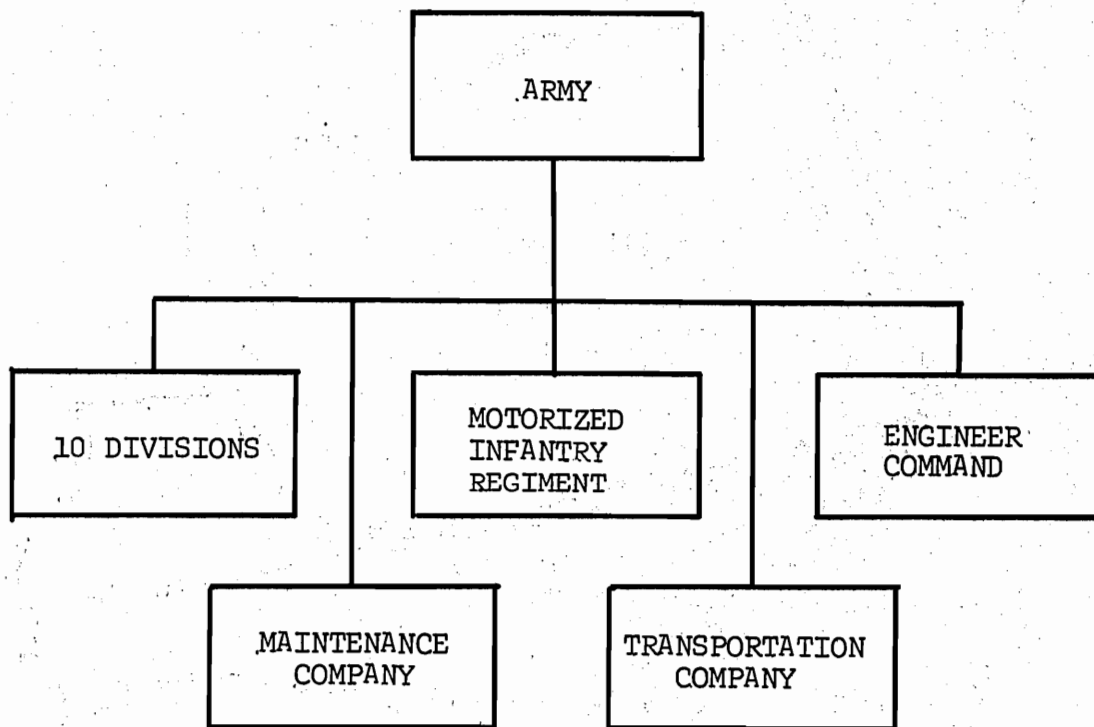 ARMY
10 DIVISIONS
MOTORIZED
INFANTRY
REGIMENT
ENGINEER
COMMAND
MAINTENANCE
COMPANY
TRANSPORTATION
COMPANY